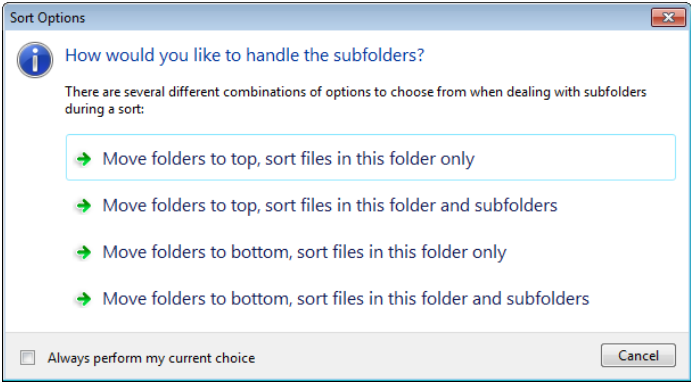 Sort Options
How would you like to handle the subfolders?
There are several different combinations of options to choose from when dealing with subfolders
during a sort:
Move folders to top, sort files in this folder only
Move folders to top, sort files in this folder and subfolders
Move folders to bottom, sort files in this folder only
Move folders to bottom, sort files in this folder and subfolders
Always perform my current choice
Cancel